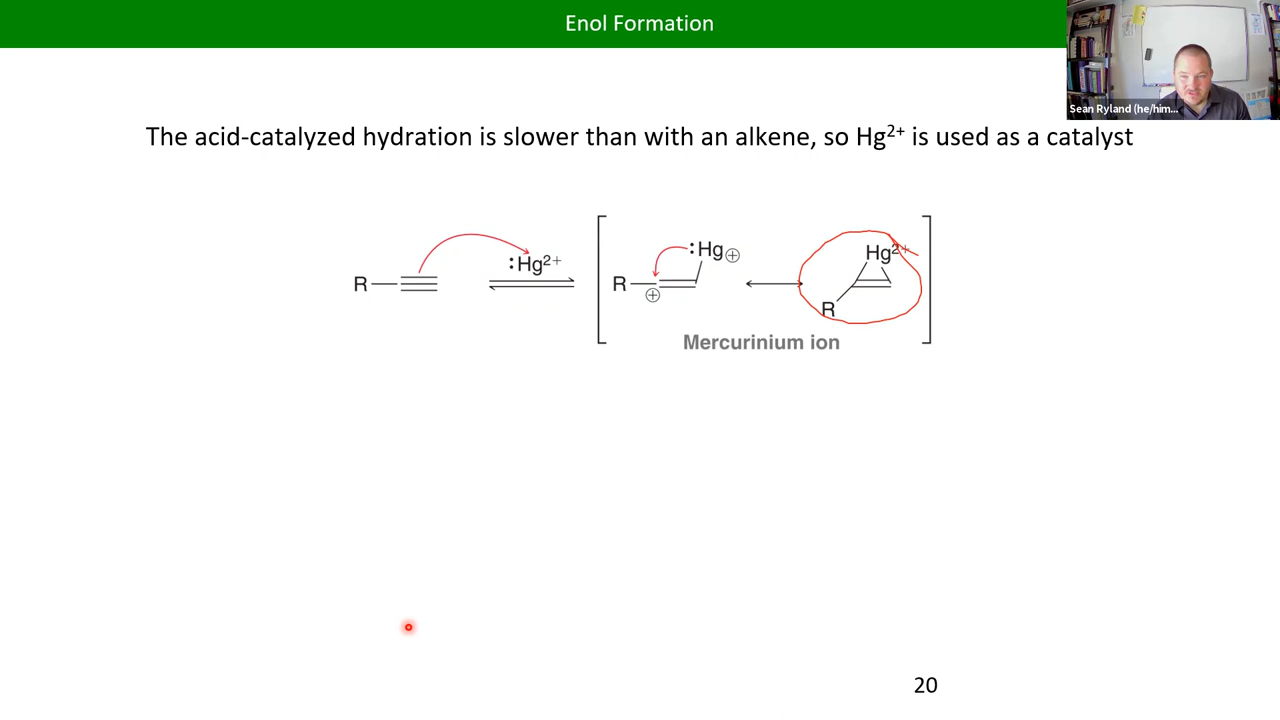 Enol Formation
Sean Ryland (he/him...
The acid-catalyzed hydration is slower than with an alkene, so Hg²⁺ is used as a catalyst
R
:Hg²⁺
R
⊕
:Hg⊕
Hg²⁺
R
Mercurinium ion
20